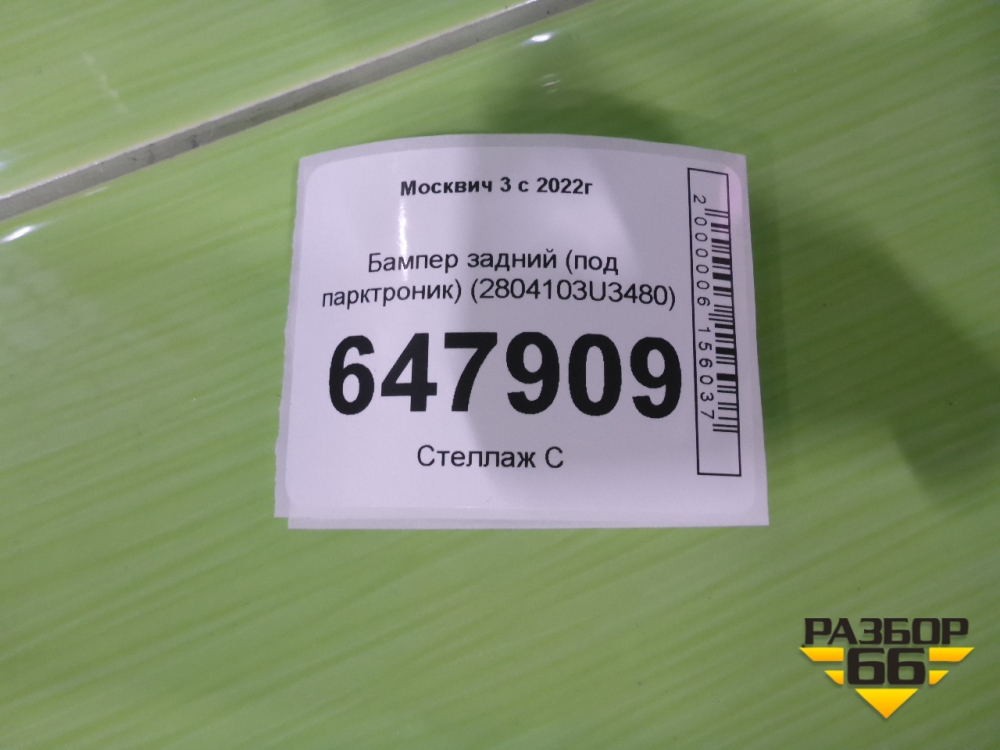 Москвич 3 с 2022г
Бампер задний (под
парктроник) (2804103U3480)
647909
Стеллаж С
2000006156037
РАЗБОР
66